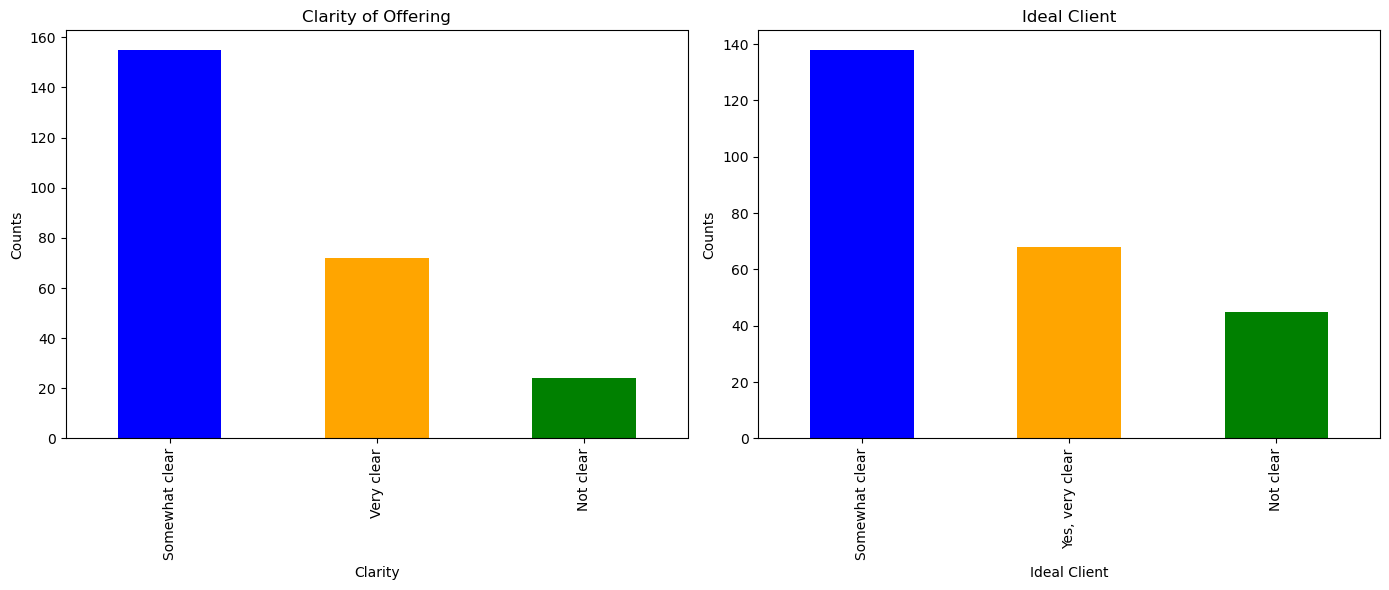 Clarity of Offering
160
140
120
100
80
60
40
20
0
Counts
Somewhat clear
Very clear
Not clear
Clarity
Ideal Client
140
120
100
80
60
40
20
0
Counts
Somewhat clear
Yes, very clear
Not clear
Ideal Client